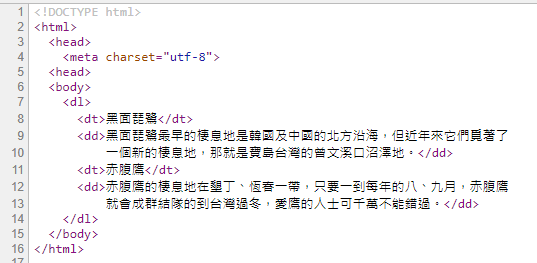 1 <!DOCTYPE html>
2 <html>
3 <head>
4 <meta charset="utf-8">
5 <head>
6 <body>
7 <dl>
8 <dt>黑面琵鷺</dt>
9 <dd>黑面琵鷺最早的棲息地是韓國及中國的北方沿海，但近年來它們覓著了
10 一個新的棲息地，那就是寶島台灣的曾文溪口沼澤地。</dd>
11 <dt>赤腹鷹</dt>
12 <dd>赤腹鷹的棲息地在墾丁、恆春一帶，只要一到每年的八、九月，赤腹鷹
13 就會成群結隊的到台灣過冬，愛鷹的人士可千萬不能錯過。</dd>
14 </dl>
15 </body>
16 </html>